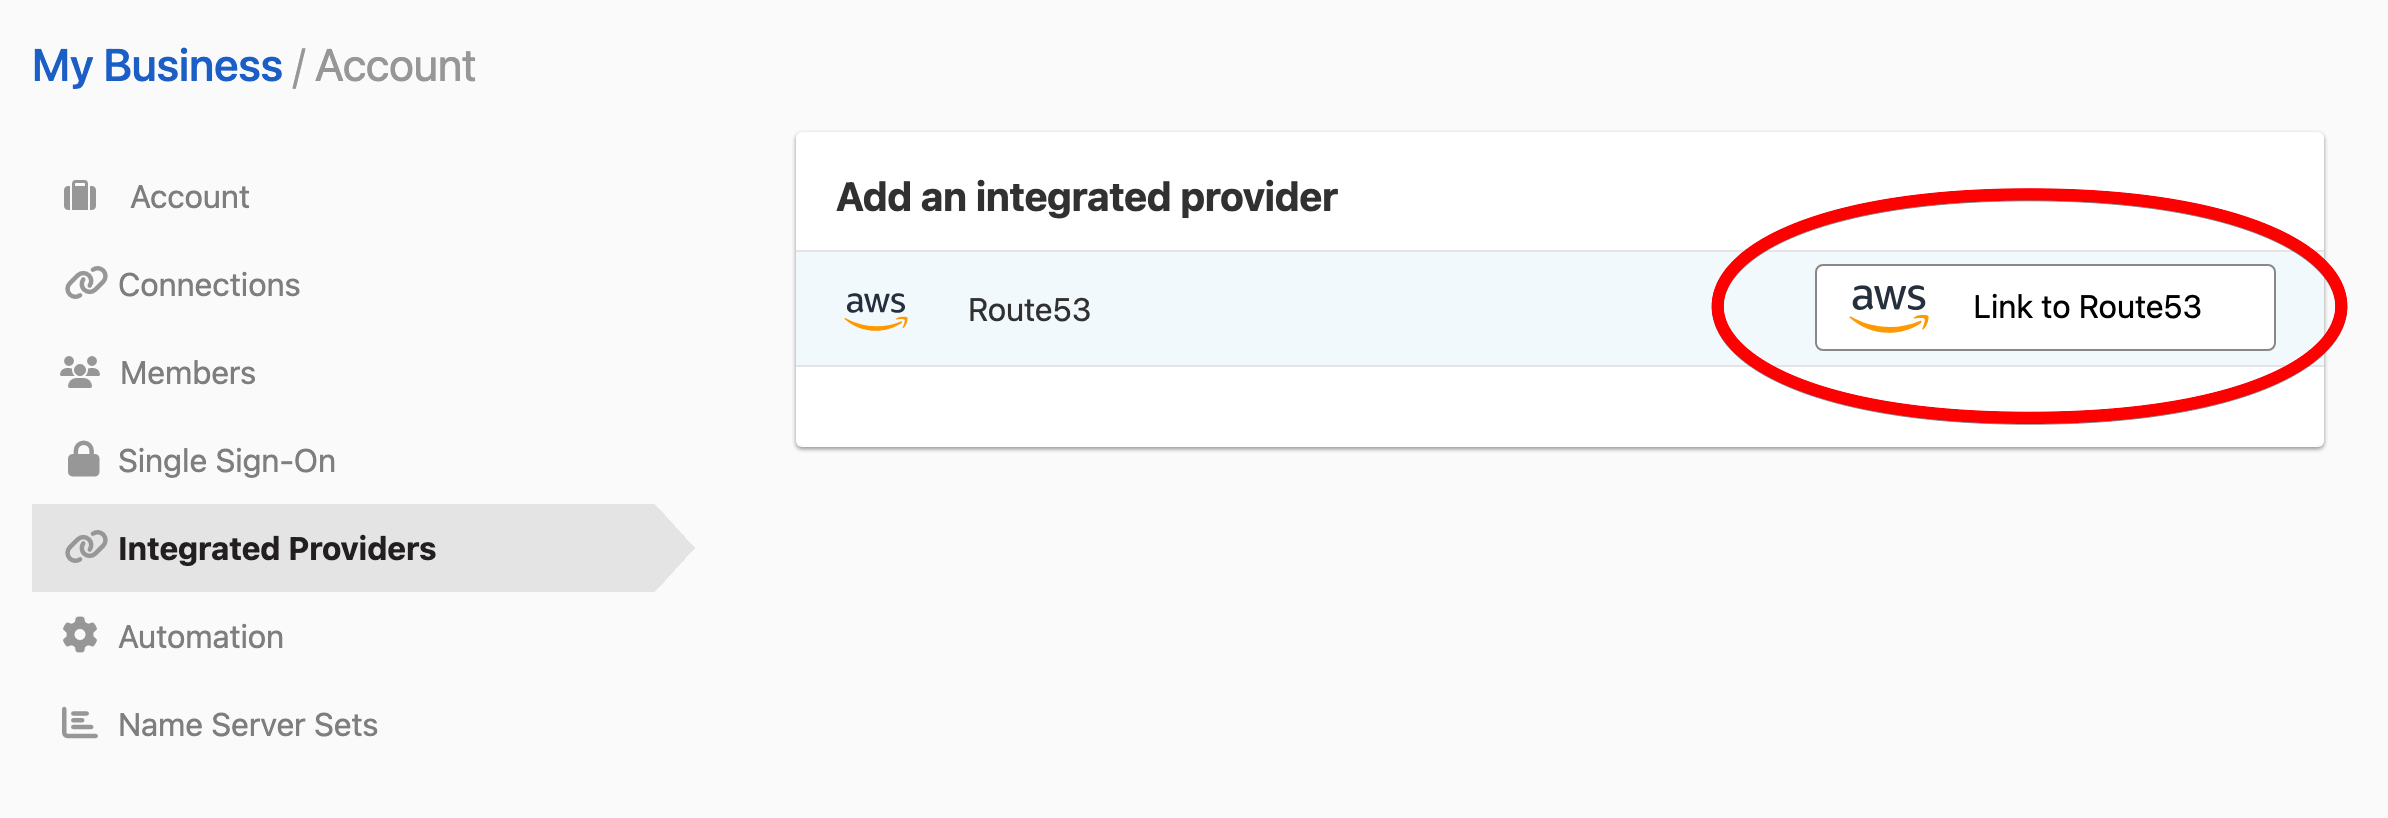 My Business / Account
Account
Connections
Members
Single Sign-On
Integrated Providers
Automation
Name Server Sets
Add an integrated provider
aws Route53
aws Link to Route53